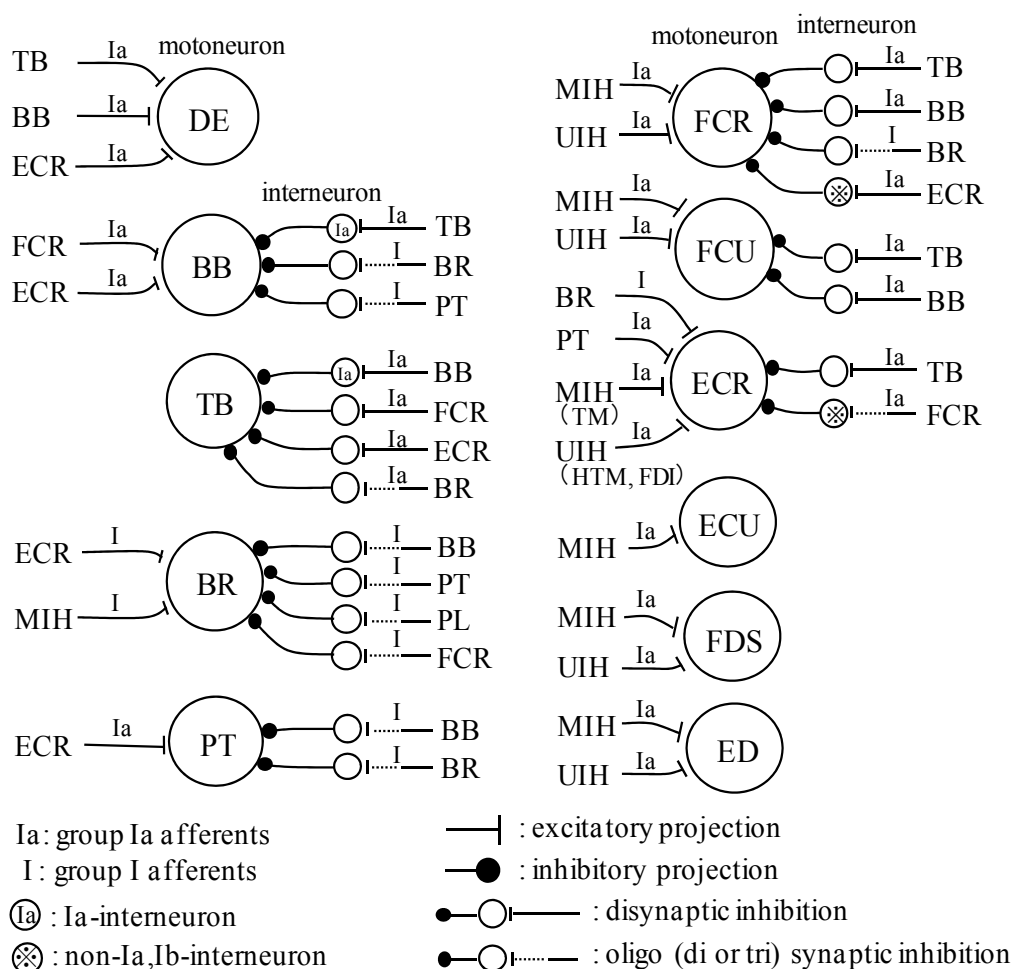 motoneuron
TB Ia
BB Ia DE
ECR Ia
interneuron
FCR Ia
ECR Ia
BB
Ia Ia TB
I BR
I PT
TB
Ia Ia BB
Ia FCR
Ia ECR
Ia BR
ECR I
MIH I
BR
I BB
I PT
I PL
I FCR
ECR Ia PT
I BB
I BR
motoneuron interneuron
MIH Ia
UIH Ia
FCR
Ia TB
Ia BB
I BR
※ Ia ECR
MIH Ia
UIH Ia
FCU
Ia TB
Ia BB
BR I
PT Ia
MIH Ia
(TM)
UIH Ia
(HTM, FDI)
ECR
Ia TB
※ Ia FCR
MIH Ia ECU
MIH Ia
UIH Ia
FDS
MIH Ia
UIH Ia
ED
Ia: group Ia afferents
I: group I afferents
Ia : Ia-interneuron
※ : non-Ia,Ib-interneuron
: excitatory projection
: inhibitory projection
: disynaptic inhibition
: oligo (di or tri) synaptic inhibition